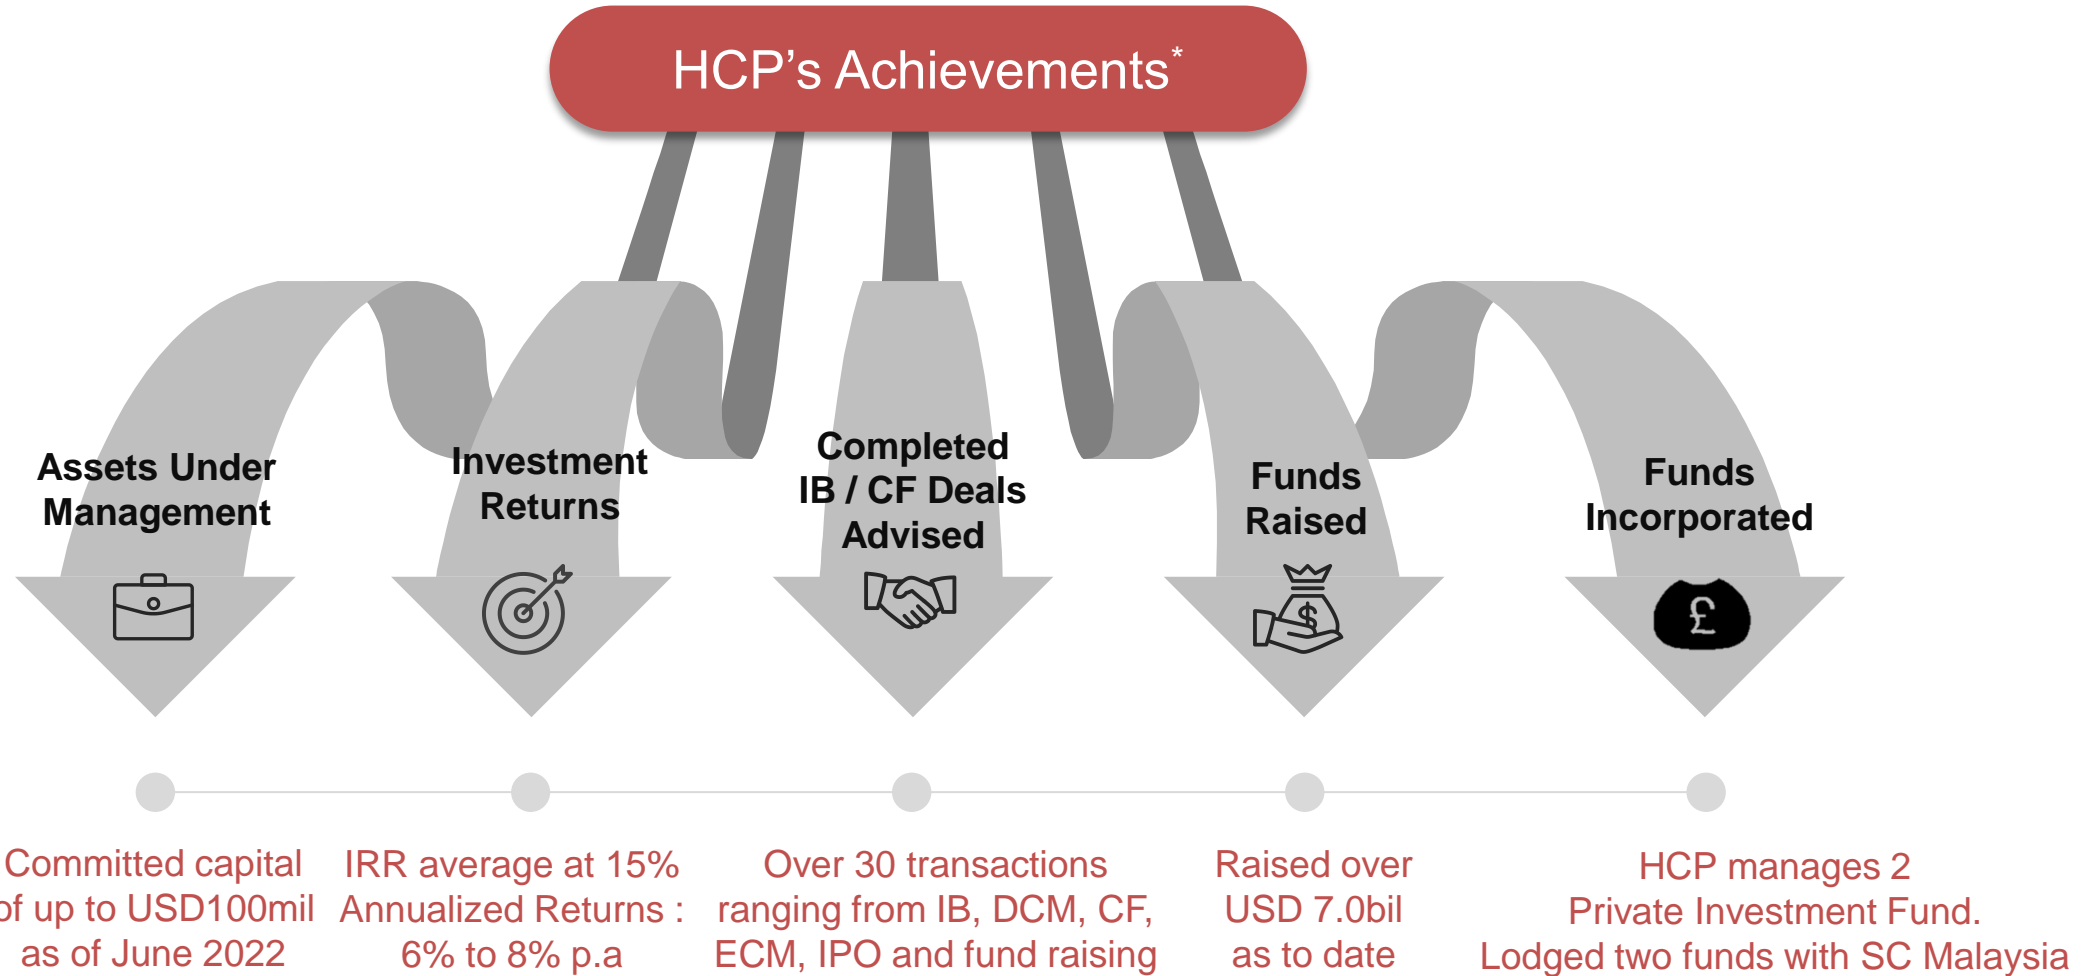 HCP’s Achievements*
Assets Under
Management
Investment
Returns
Completed
IB / CF Deals
Advised
Funds
Raised
Funds
Incorporated
$
£
Committed capital
of up to USD100mil
as of June 2022
IRR average at 15%
Annualized Returns :
6% to 8% p.a
Over 30 transactions
ranging from IB, DCM, CF,
ECM, IPO and fund raising
Raised over
USD 7.0bil
as to date
HCP manages 2
Private Investment Fund.
Lodged two funds with SC Malaysia